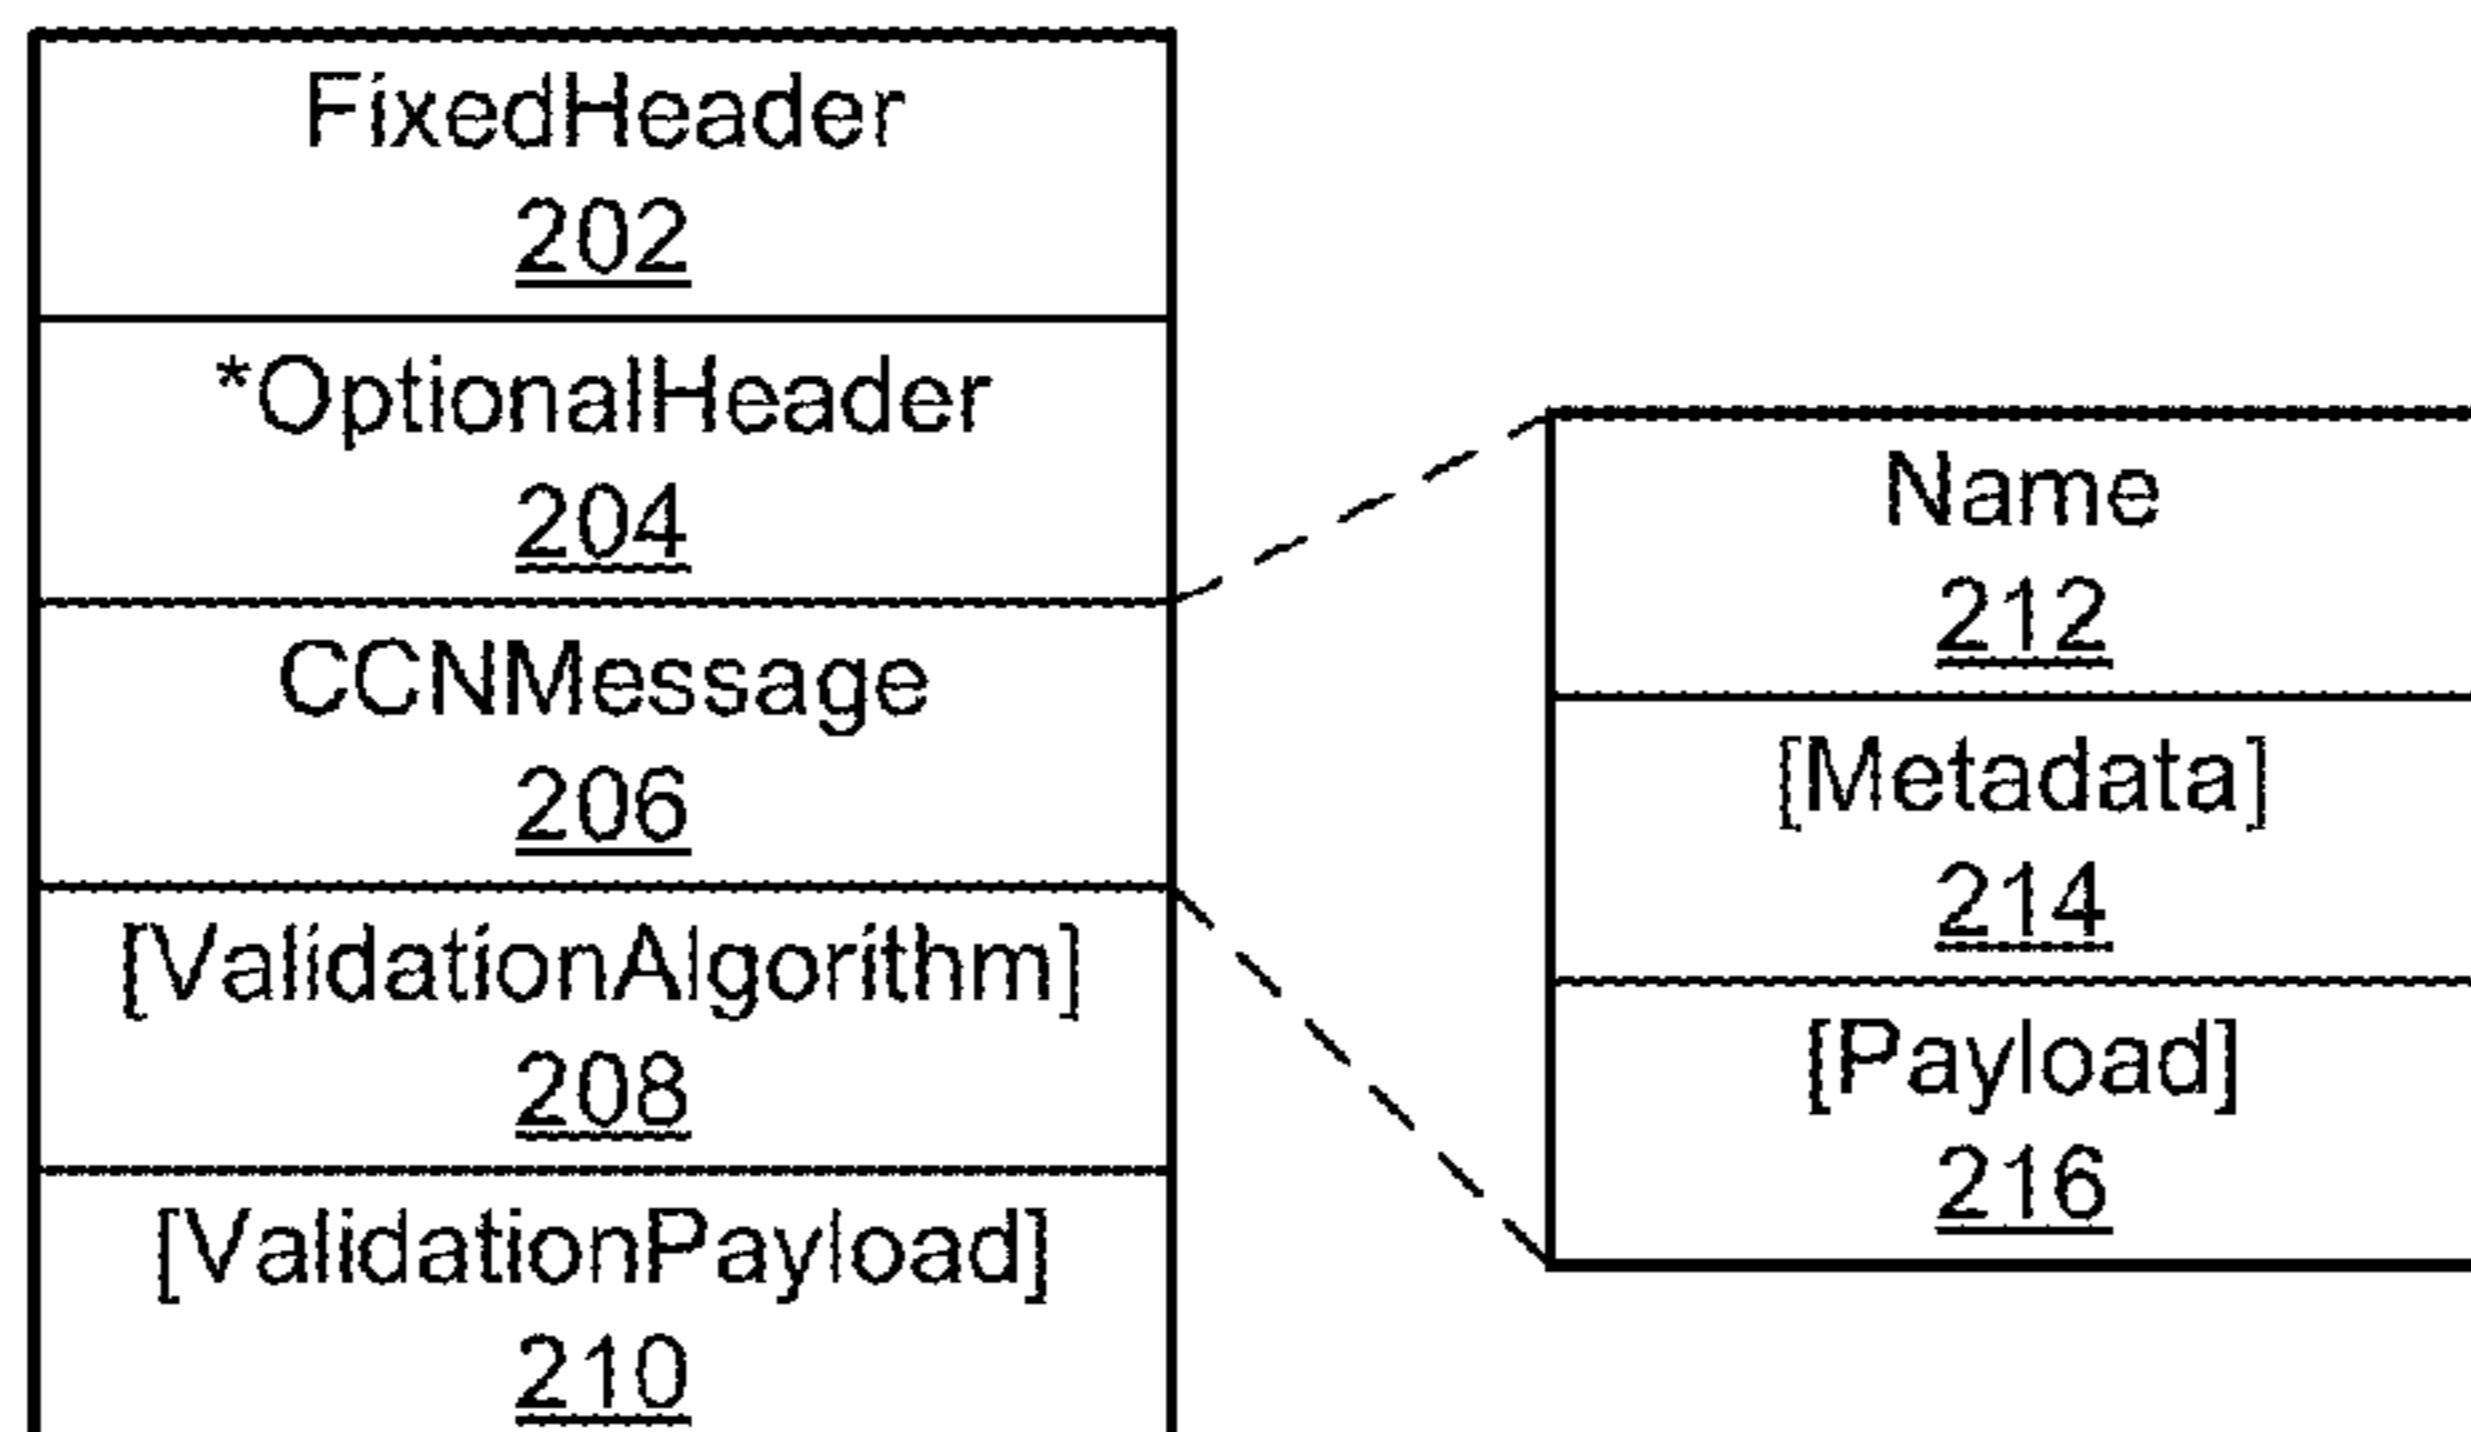 FixedHeader
202
*OptionalHeader
204
CCNMessage
206
[ValidationAlgorithm]
208
[ValidationPayload]
210
Name
212
[Metadata]
214
[Payload]
216